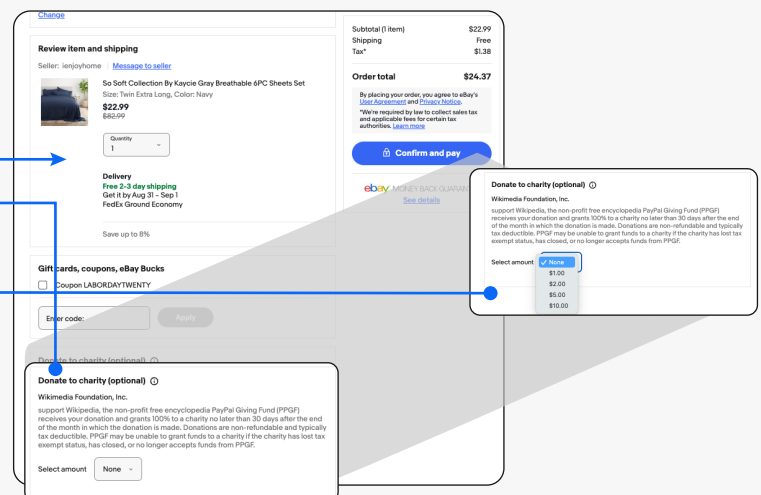 Change
Review item and shipping
Seller: ienjoyhome Message to seller
So Soft Collection By Kaycie Gray Breathable 6PC Sheets Set
Size: Twin Extra Long, Color: Navy
$22.99
$82.99
Quantity
1
Delivery
Free 2-3 day shipping
Get it by Aug 31 - Sep 1
FedEx Ground Economy
Save up to 8%
Gift cards, coupons, eBay Bucks
Coupon LABORDAYTWENTY
Enter code:
Apply
Donate to charity (optional)
Donate to charity (optional)
Wikimedia Foundation, Inc.
support Wikipedia, the non-profit free encyclopedia PayPal Giving Fund (PPGF)
receives your donation and grants 100% to a charity no later than 30 days after the end
of the month in which the donation is made. Donations are non-refundable and typically
tax deductible. PPGF may be unable to grant funds to a charity if the charity has lost tax
exempt status, has closed, or no longer accepts funds from PPGF.
Select amount None
Subtotal (1 item) $22.99
Shipping Free
Tax* $1.38
Order total $24.37
By placing your order, you agree to eBay's
User Agreement and Privacy Notice.
*We're required by law to collect sales tax
and applicable fees for certain tax
authorities. Learn more
Confirm and pay
ebay MONEY BACK GUARAN
See details
Donate to charity (optional)
Wikimedia Foundation, Inc.
support Wikipedia, the non-profit free encyclopedia PayPal Giving Fund (PPGF)
receives your donation and grants 100% to a charity no later than 30 days after the end
of the month in which the donation is made. Donations are non-refundable and typically
tax deductible. PPGF may be unable to grant funds to a charity if the charity has lost tax
exempt status, has closed, or no longer accepts funds from PPGF.
Select amount None
$1.00
$2.00
$5.00
$10.00